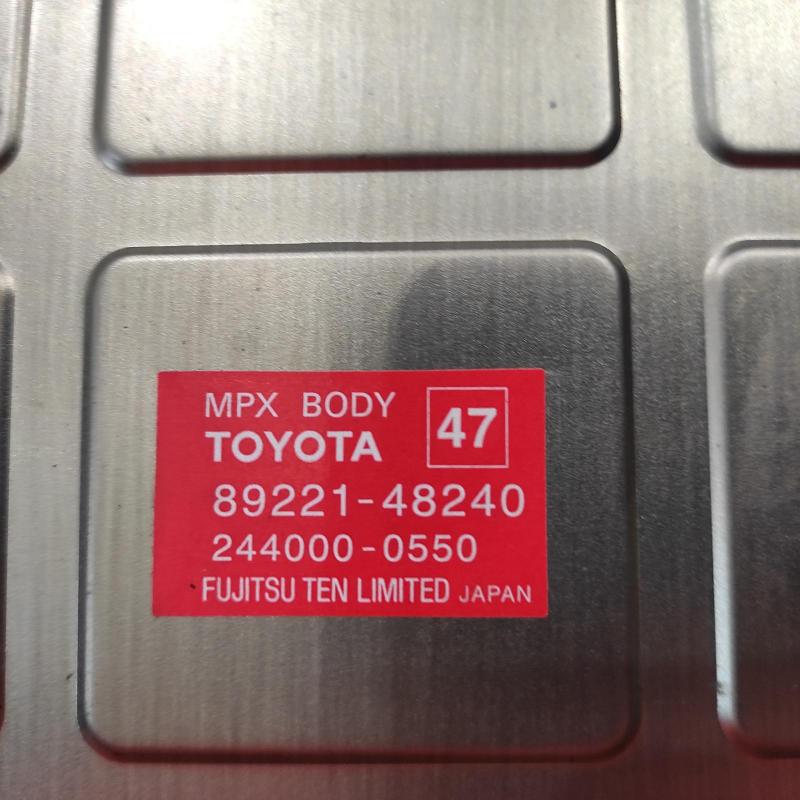 MPX BODY 47
TOYOTA
89221-48240
244000-0550
FUJITSU TEN LIMITED JAPAN